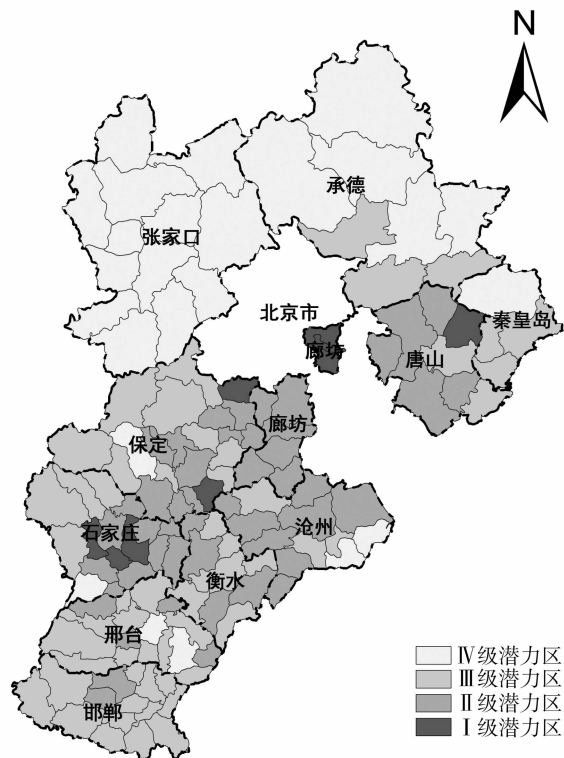 N
承德
张家口
北京市
秦皇岛
廊坊
唐山
廊坊
保定
沧州
石家庄
衡水
邢台
邯郸
Ⅳ级潜力区
Ⅲ级潜力区
Ⅱ级潜力区
Ⅰ级潜力区